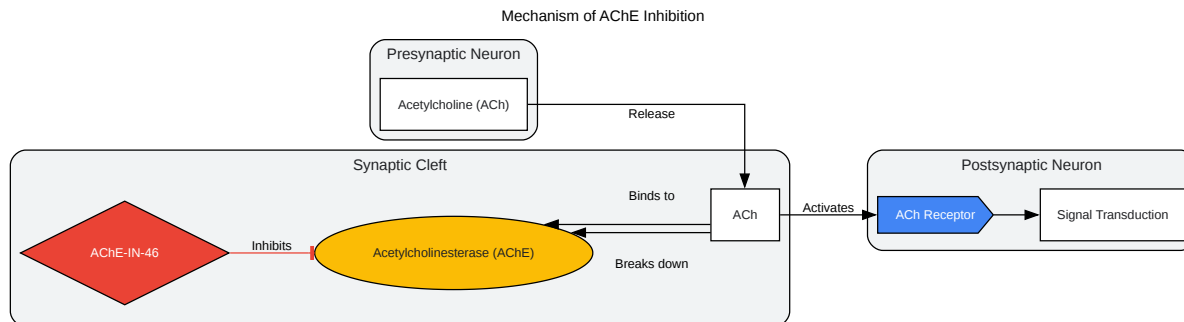 Mechanism of AChE Inhibition
Presynaptic Neuron
Acetylcholine (ACh)
Release
Synaptic Cleft
Postsynaptic Neuron
Binds to
ACh
Activates
ACh Receptor
Signal Transduction
AChE-IN-46
Inhibits
Acetylcholinesterase (AChE)
Breaks down